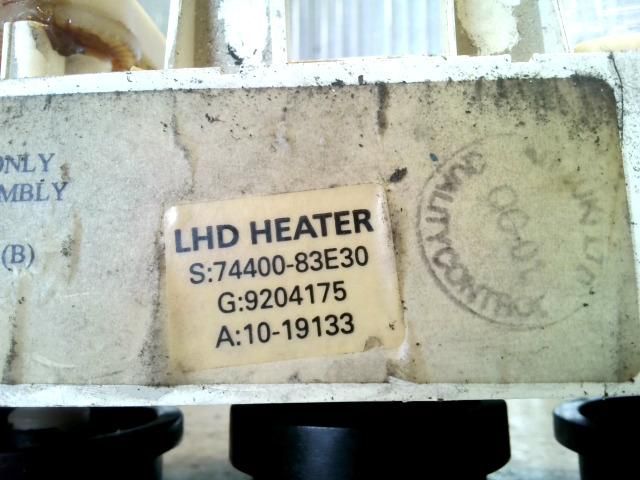 ONLY
MBLY
(B)
LHD HEATER
S:74400-83E30
G:9204175
A:10-19133
QUALITY CONTROL